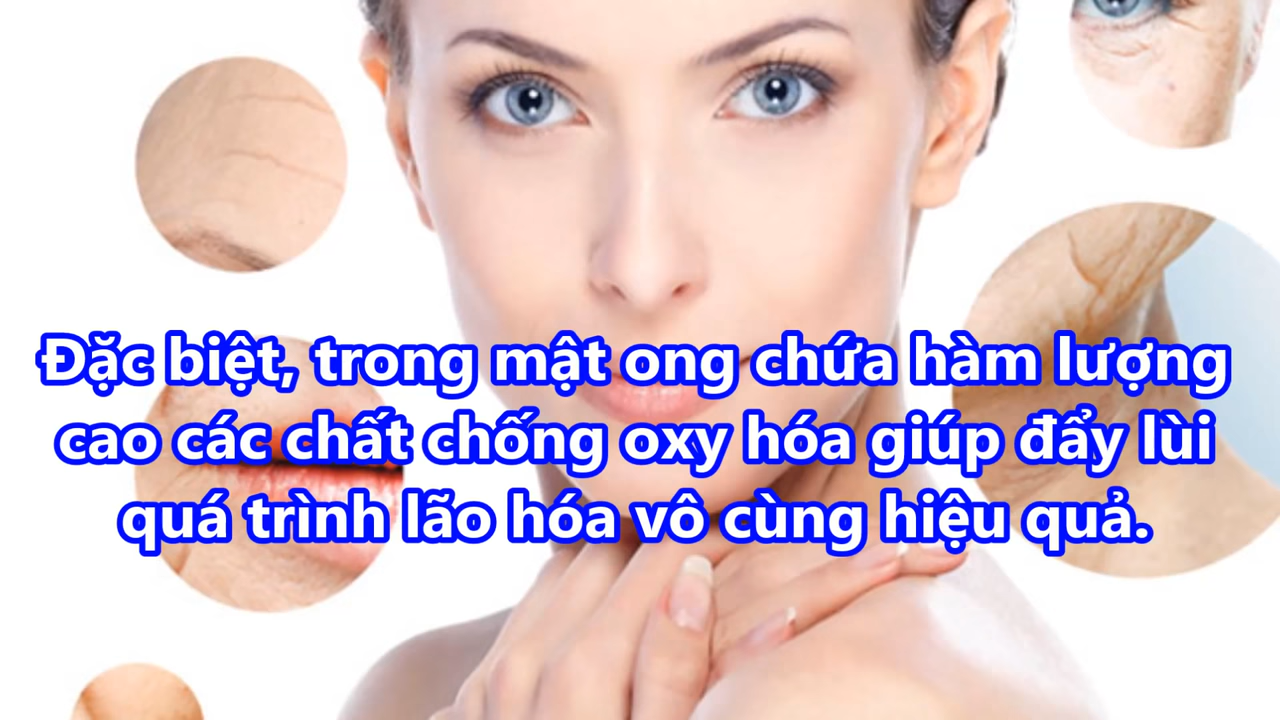 Đặc biệt, trong mật ong chứa hàm lượng
cao các chất chống oxy hóa giúp đẩy lùi
quá trình lão hóa vô cùng hiệu quả.